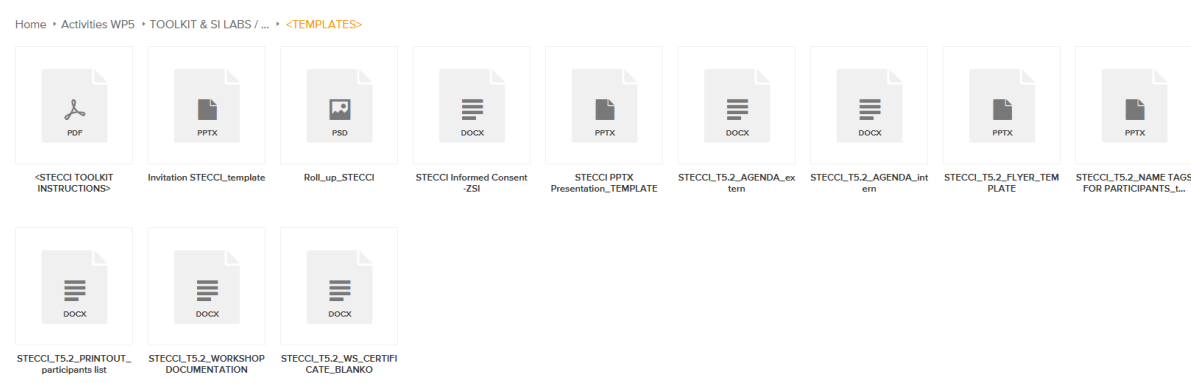 Home ‣ Activities WP5 ‣ TOOLKIT & SI LABS / ... ‣ <TEMPLATES>
PDF PPTX PSD DOCX PPTX DOCX DOCX PPTX PPTX
<STECCI TOOLKIT INSTRUCTIONS>
Invitation STECCI_template
Roll_up_STECCI
STECCI Informed Consent
-ZSI
STECCI PPTX
Presentation_TEMPLATE
STECCI_T5.2_AGENDA_ex
tern
STECCI_T5.2_AGENDA_int
ern
STECCI_T5.2_FLYER_TEM
PLATE
STECCI_T5.2_NAME TAGS
FOR PARTICIPANTS_t...
DOCX DOCX DOCX
STECCI_T5.2_PRINTOUT_
participants list
STECCI_T5.2_WORKSHOP
DOCUMENTATION
STECCI_T5.2_WS_CERTIFI
CATE_BLANKO